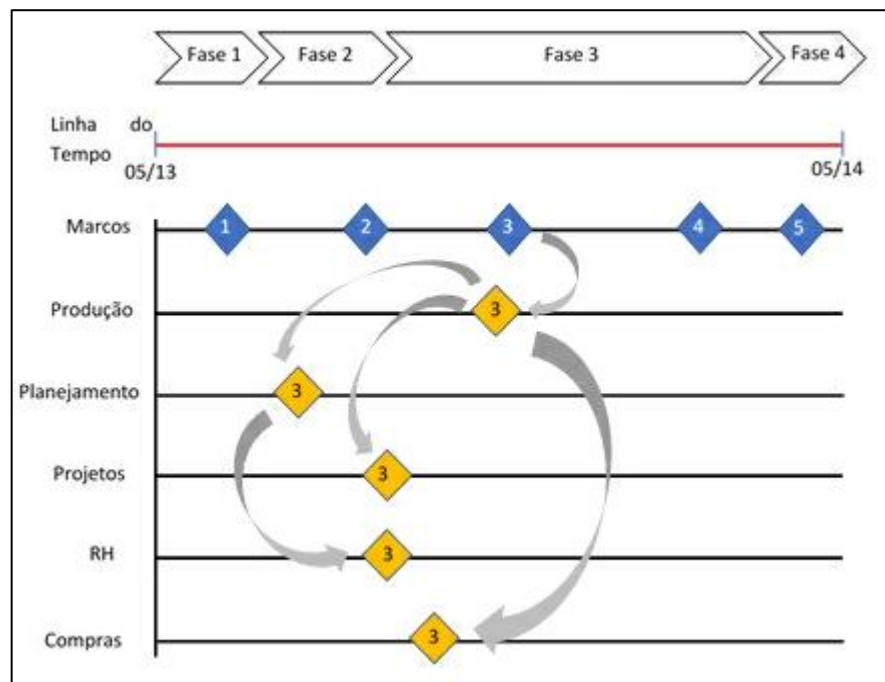 Fase 1 Fase 2 Fase 3 Fase 4
Linha do
Tempo
05/13 05/14
Marcos 1 2 3 4 5
Produção 3
Planejamento 3
Projetos 3
RH 3
Compras 3